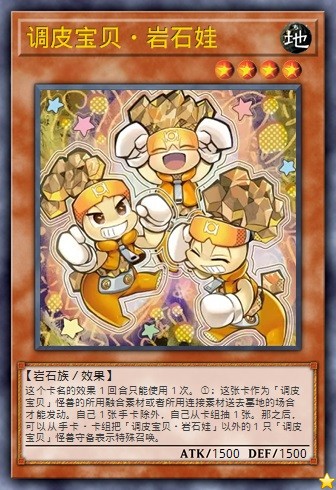 调皮宝贝・岩石娃
地
【岩石族／效果】
这个卡名的效果1回合只能使用1次。①：这张卡作为「调皮
宝贝」怪兽的所用融合素材或者所用连接素材送去墓地的场合
才能发动。自己1张手卡除外，自己从卡组抽1张。那之后，
可以从手卡・卡组把「调皮宝贝・岩石娃」以外的1只「调皮
宝贝」怪兽守备表示特殊召唤。
ATK/1500 DEF/1500